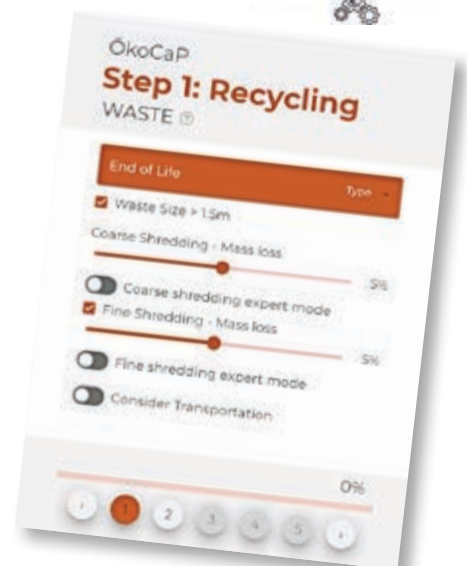 ÖkoCaP
Step 1: Recycling
WASTE ?
End of Life Type
Waste Size > 1.5m
Coarse Shredding - Mass loss
5%
Coarse shredding expert mode
Fine Shredding - Mass loss
5%
Fine shredding expert mode
Consider Transportation
0%
‹ 1 2 3 4 5 ›